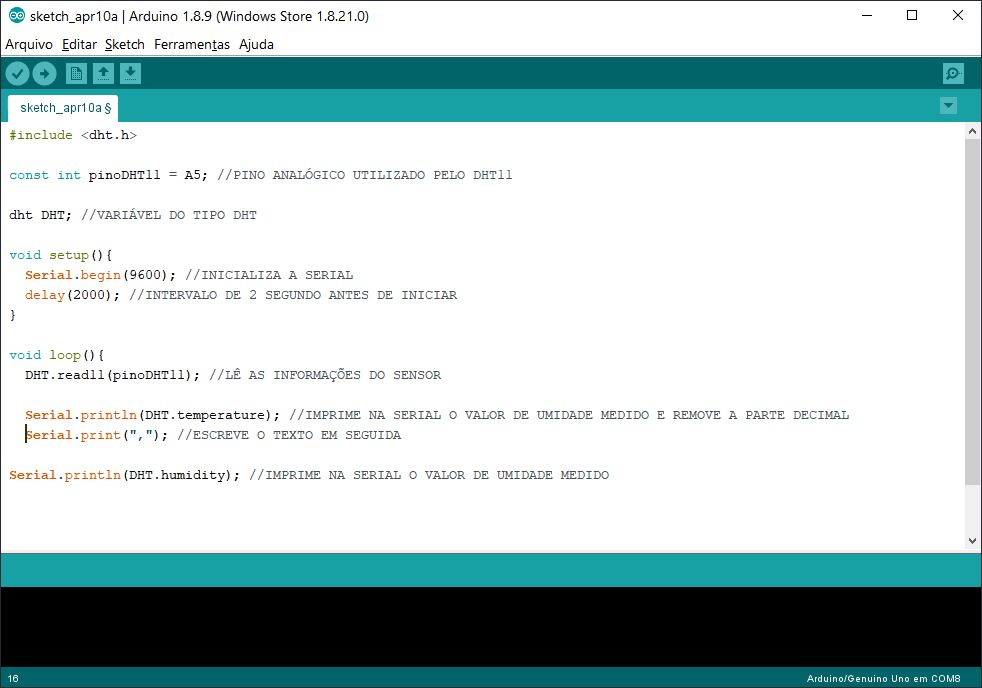 sketch_apr10a | Arduino 1.8.9 (Windows Store 1.8.21.0)
Arquivo Editar Sketch Ferramentas Ajuda
sketch_apr10a §
#include <dht.h>
const int pinoDHT11 = A5; //PINO ANALÓGICO UTILIZADO PELO DHT11
dht DHT; //VARIÁVEL DO TIPO DHT
void setup(){
Serial.begin(9600); //INICIALIZA A SERIAL
delay(2000); //INTERVALO DE 2 SEGUNDO ANTES DE INICIAR
}
void loop(){
DHT.read11(pinoDHT11); //LÊ AS INFORMAÇÕES DO SENSOR
Serial.println(DHT.temperature); //IMPRIME NA SERIAL O VALOR DE UMIDADE MEDIDO E REMOVE A PARTE DECIMAL
Serial.print(","); //ESCREVE O TEXTO EM SEGUIDA
Serial.println(DHT.humidity); //IMPRIME NA SERIAL O VALOR DE UMIDADE MEDIDO
16 Arduino/Genuino Uno em COM8